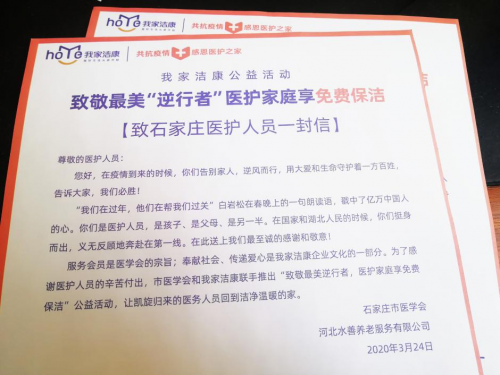 hoMe 我家洁康
共抗疫情 感恩医护之家
hoMe 我家洁康
共抗疫情 感恩医护之家
我家洁康公益活动
致敬最美“逆行者”医护家庭享免费保洁
【致石家庄医护人员一封信】
尊敬的医护人员：
您好，在疫情到来的时候，你们告别家人，逆风而行，用大爱和生命守护着一方百姓，
告诉大家，我们必胜！
“我们在过年，他们在帮我们过关”白岩松在春晚上的一句朗读语，戳中了亿万中国人
的心。你们是医护人员，是孩子、是父母、是另一半。在国家和湖北人民的时候，你们挺身
而出，义无反顾地奔赴在第一线。在此送上我们最至诚的感谢和敬意！
服务会员是医学会的宗旨；奉献社会、传递爱心是我家洁康企业文化的一部分。为了感
谢医护人员的辛苦付出，市医学会和我家洁康联手推出“致敬最美逆行者，医护家庭享免费
保洁”公益活动，让凯旋归来的医务人员回到洁净温暖的家。
石家庄市医学会
河北水善养老服务有限公司
2020年3月24日